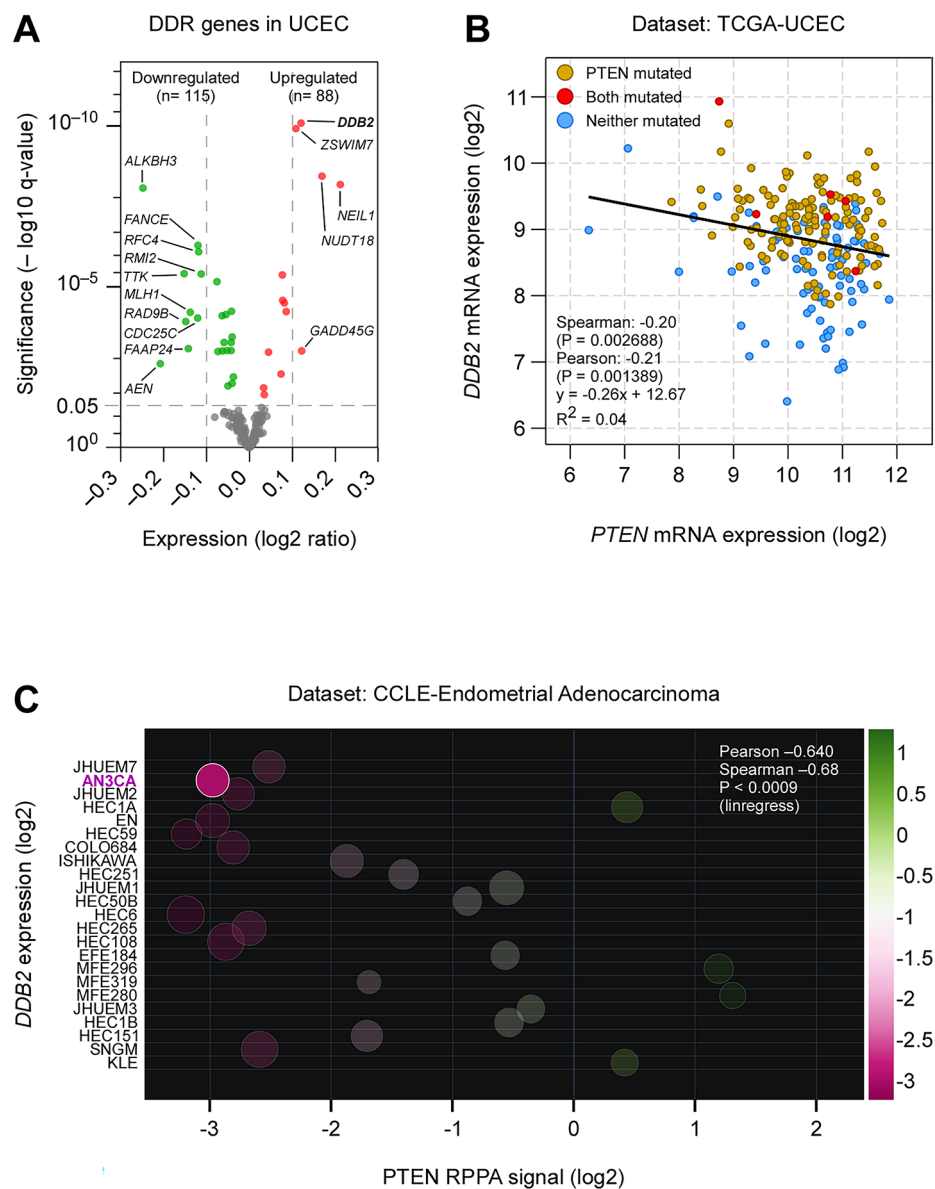 A
DDR genes in UCEC
Significance (– log10 q-value)
Downregulated
(n= 115)
Upregulated
(n= 88)
10–10
10–5
0.05
100
DDB2
ZSWIM7
ALKBH3
NEIL1
NUDT18
FANCE
RFC4
RMI2
TTK
MLH1
RAD9B
CDC25C
FAAP24
AEN
GADD45G
–0.3
–0.2
–0.1
0.0
0.1
0.2
0.3
Expression (log2 ratio)
B
Dataset: TCGA-UCEC
DDB2 mRNA expression (log2)
PTEN mutated
Both mutated
Neither mutated
11
10
9
8
7
6
Spearman: -0.20
(P = 0.002688)
Pearson: -0.21
(P = 0.001389)
y = -0.26x + 12.67
R2 = 0.04
6
7
8
9
10
11
12
PTEN mRNA expression (log2)
C
Dataset: CCLE-Endometrial Adenocarcinoma
DDB2 expression (log2)
JHUEM7
AN3CA
JHUEM2
HEC1A
EN
HEC59
COLO684
ISHIKAWA
HEC251
JHUEM1
HEC50B
HEC6
HEC265
HEC108
EFE184
MFE296
MFE319
MFE280
JHUEM3
HEC1B
HEC151
SNGM
KLE
Pearson –0.640
Spearman –0.68
P < 0.0009
(linregress)
1
0.5
0
-0.5
-1
-1.5
-2
-2.5
-3
-3
-2
-1
0
1
2
PTEN RPPA signal (log2)